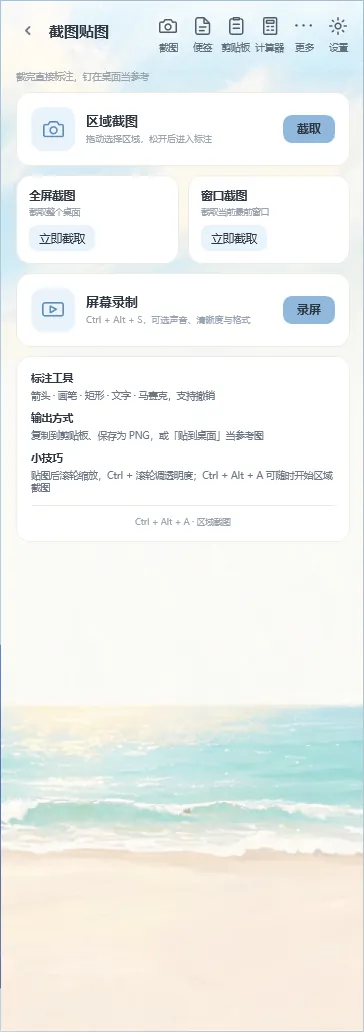 截图贴图
截图
便签
剪贴板
计算器
更多
设置
截完直接标注，钉在桌面当参考
区域截图
拖动选择区域，松开后进入标注
截取
全屏截图
截取整个桌面
立即截取
窗口截图
截取当前最前窗口
立即截取
屏幕录制
Ctrl + Alt + S，可选声音、清晰度与格式
录屏
标注工具
箭头 · 画笔 · 矩形 · 文字 · 马赛克，支持撤销
输出方式
复制到剪贴板、保存为 PNG，或「贴到桌面」当参考图
小技巧
贴图后滚轮缩放，Ctrl + 滚轮调透明度；Ctrl + Alt + A 可随时开始区域
截图
Ctrl + Alt + A · 区域截图